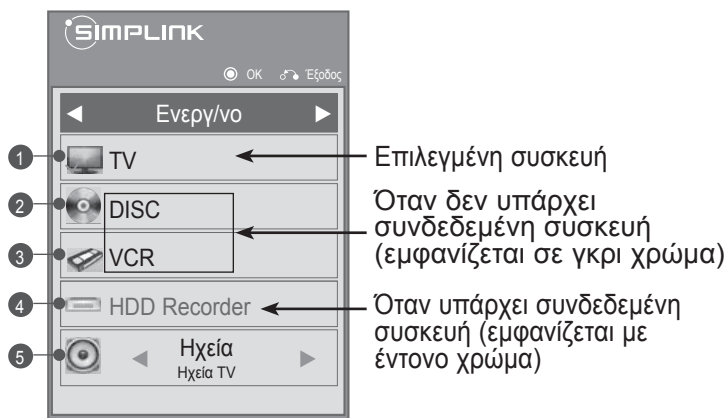 SIMPLINK
OK Έξοδος
Ενεργ/νο
1 TV
2 DISC
3 VCR
4 HDD Recorder
5 Ηχεία
Ηχεία TV
Επιλεγμένη συσκευή
Όταν δεν υπάρχει
συνδεδεμένη συσκευή
(εμφανίζεται σε γκρι χρώμα)
Όταν υπάρχει συνδεδεμένη
συσκευή (εμφανίζεται με
έντονο χρώμα)